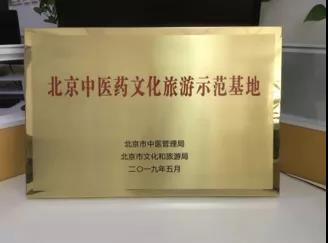 北京中医药文化旅游示范基地
北京市中医管理局
北京市文化和旅游局
二〇一九年五月